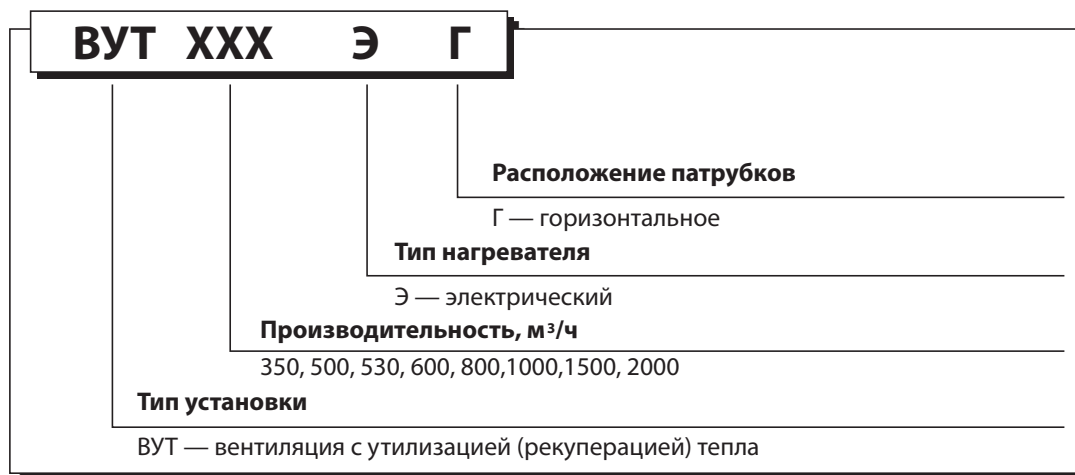 ВУТ XXX Э Г
Расположение патрубков
Г — горизонтальное
Тип нагревателя
Э — электрический
Производительность, м³/ч
350, 500, 530, 600, 800,1000,1500, 2000
Тип установки
ВУТ — вентиляция с утилизацией (рекуперацией) тепла